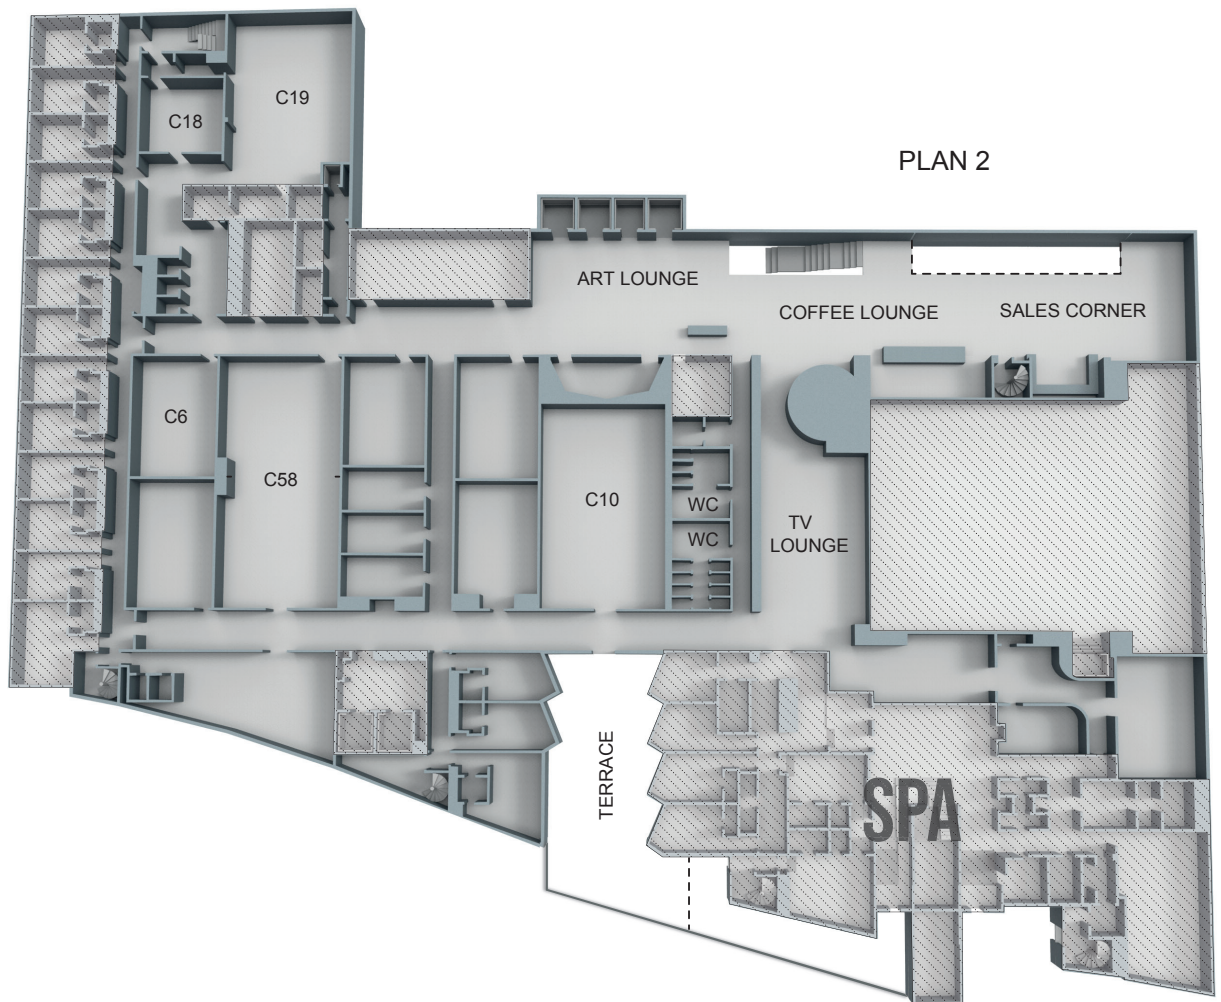 C19
C18
PLAN 2
ART LOUNGE
COFFEE LOUNGE
SALES CORNER
C6
C58
C10
WC
WC
TV
LOUNGE
TERRACE
SPA